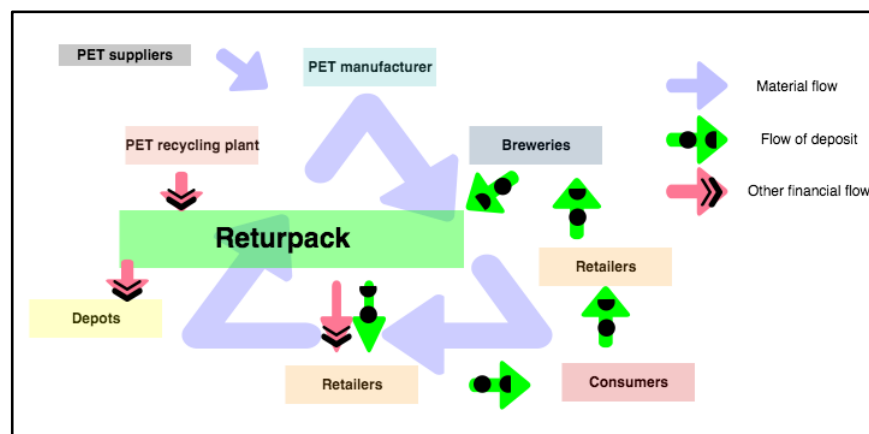 PET suppliers
PET manufacturer
Material flow
PET recycling plant
Breweries
Flow of deposit
Other financial flow
Returpack
Retailers
Depots
Retailers
Consumers